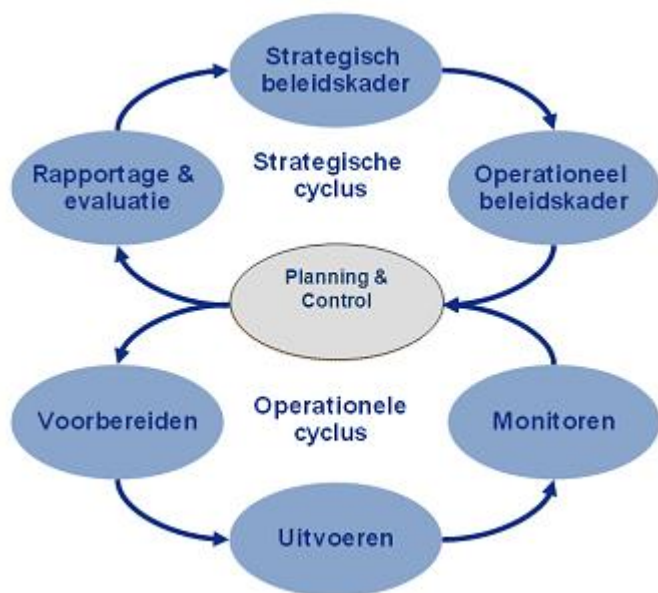 Strategisch
beleidskader
Rapportage &
evaluatie
Strategische
cyclus
Operationeel
beleidskader
Planning &
Control
Voorbereiden
Operationele
cyclus
Monitoren
Uitvoeren